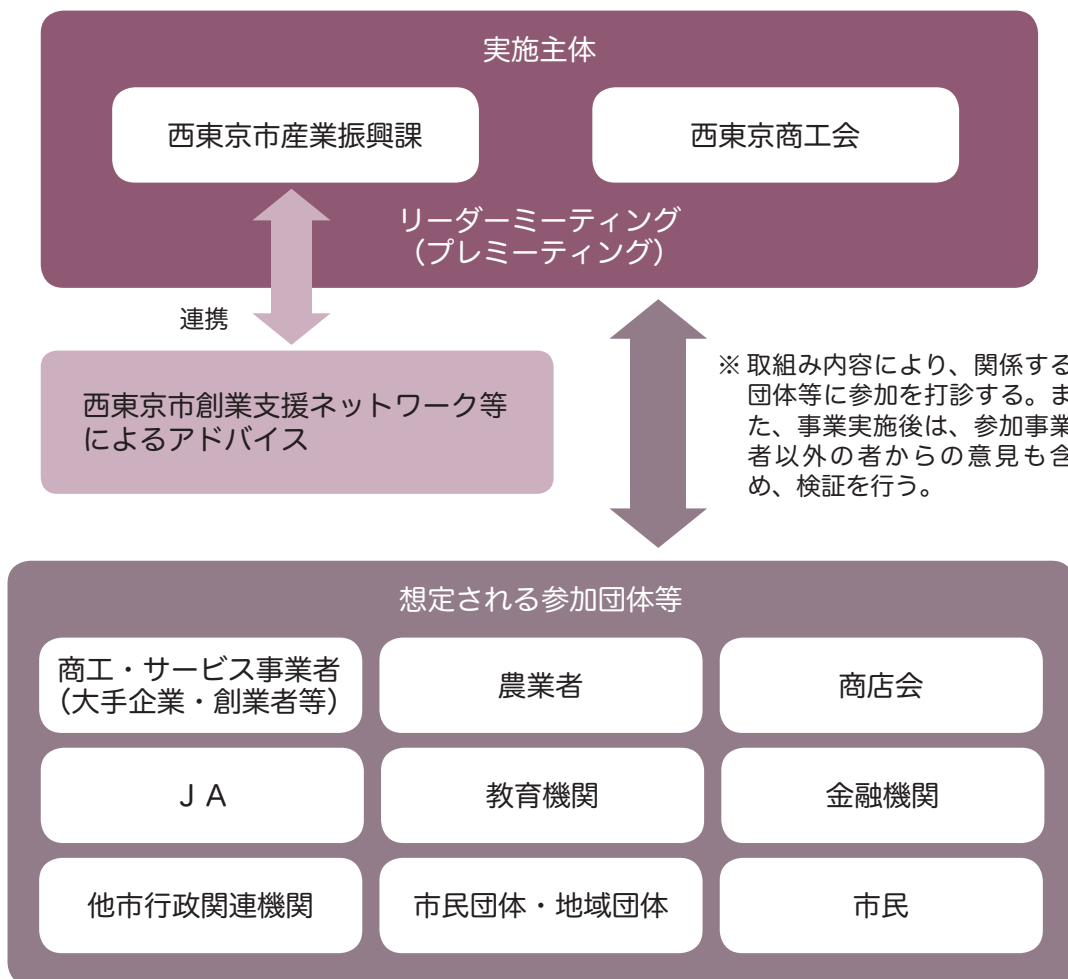 実施主体
西東京市産業振興課
西東京商工会
リーダーミーティング
（プレミーティング）
連携
西東京市創業支援ネットワーク等
によるアドバイス
※ 取組み内容により、関係する
団体等に参加を打診する。ま
た、事業実施後は、参加事業
者以外の者からの意見も含
め、検証を行う。
想定される参加団体等
商工・サービス事業者
（大手企業・創業者等）
農業者
商店会
ＪＡ
教育機関
金融機関
他市行政関連機関
市民団体・地域団体
市民